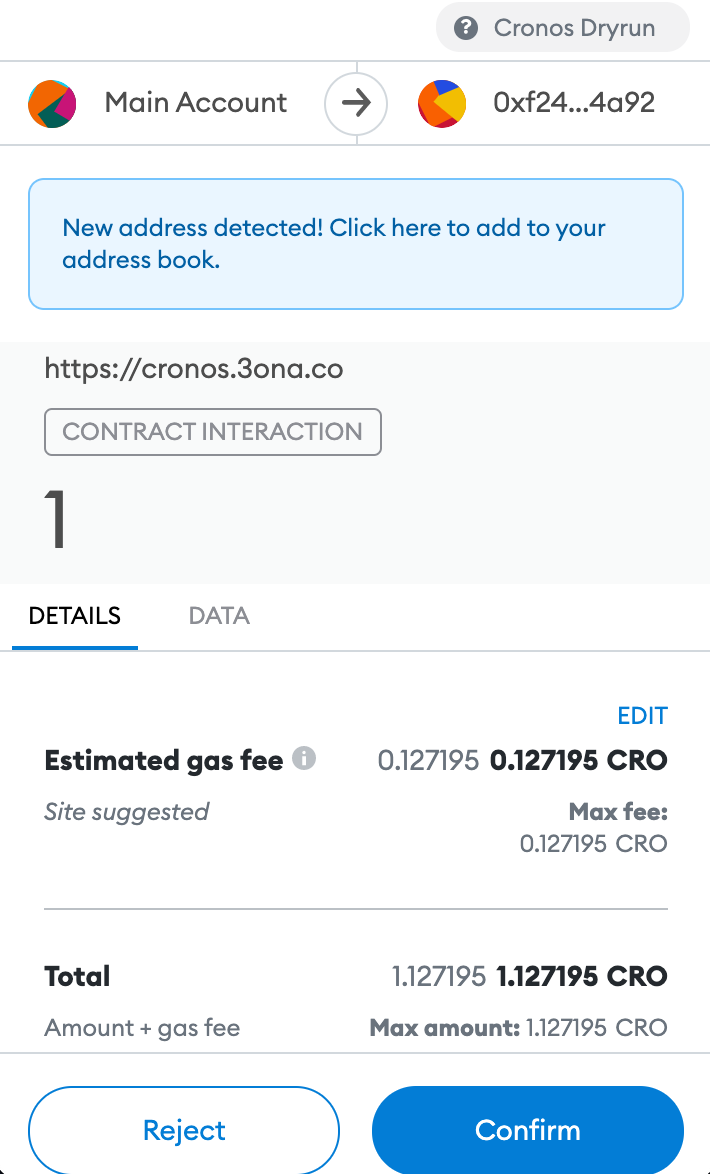 ? Cronos Dryrun
Main Account
0xf24...4a92
New address detected! Click here to add to your
address book.
https://cronos.3ona.co
CONTRACT INTERACTION
1
DETAILS DATA
EDIT
Estimated gas fee i 0.127195 0.127195 CRO
Site suggested Max fee:
0.127195 CRO
Total 1.127195 1.127195 CRO
Amount + gas fee Max amount: 1.127195 CRO
Reject Confirm